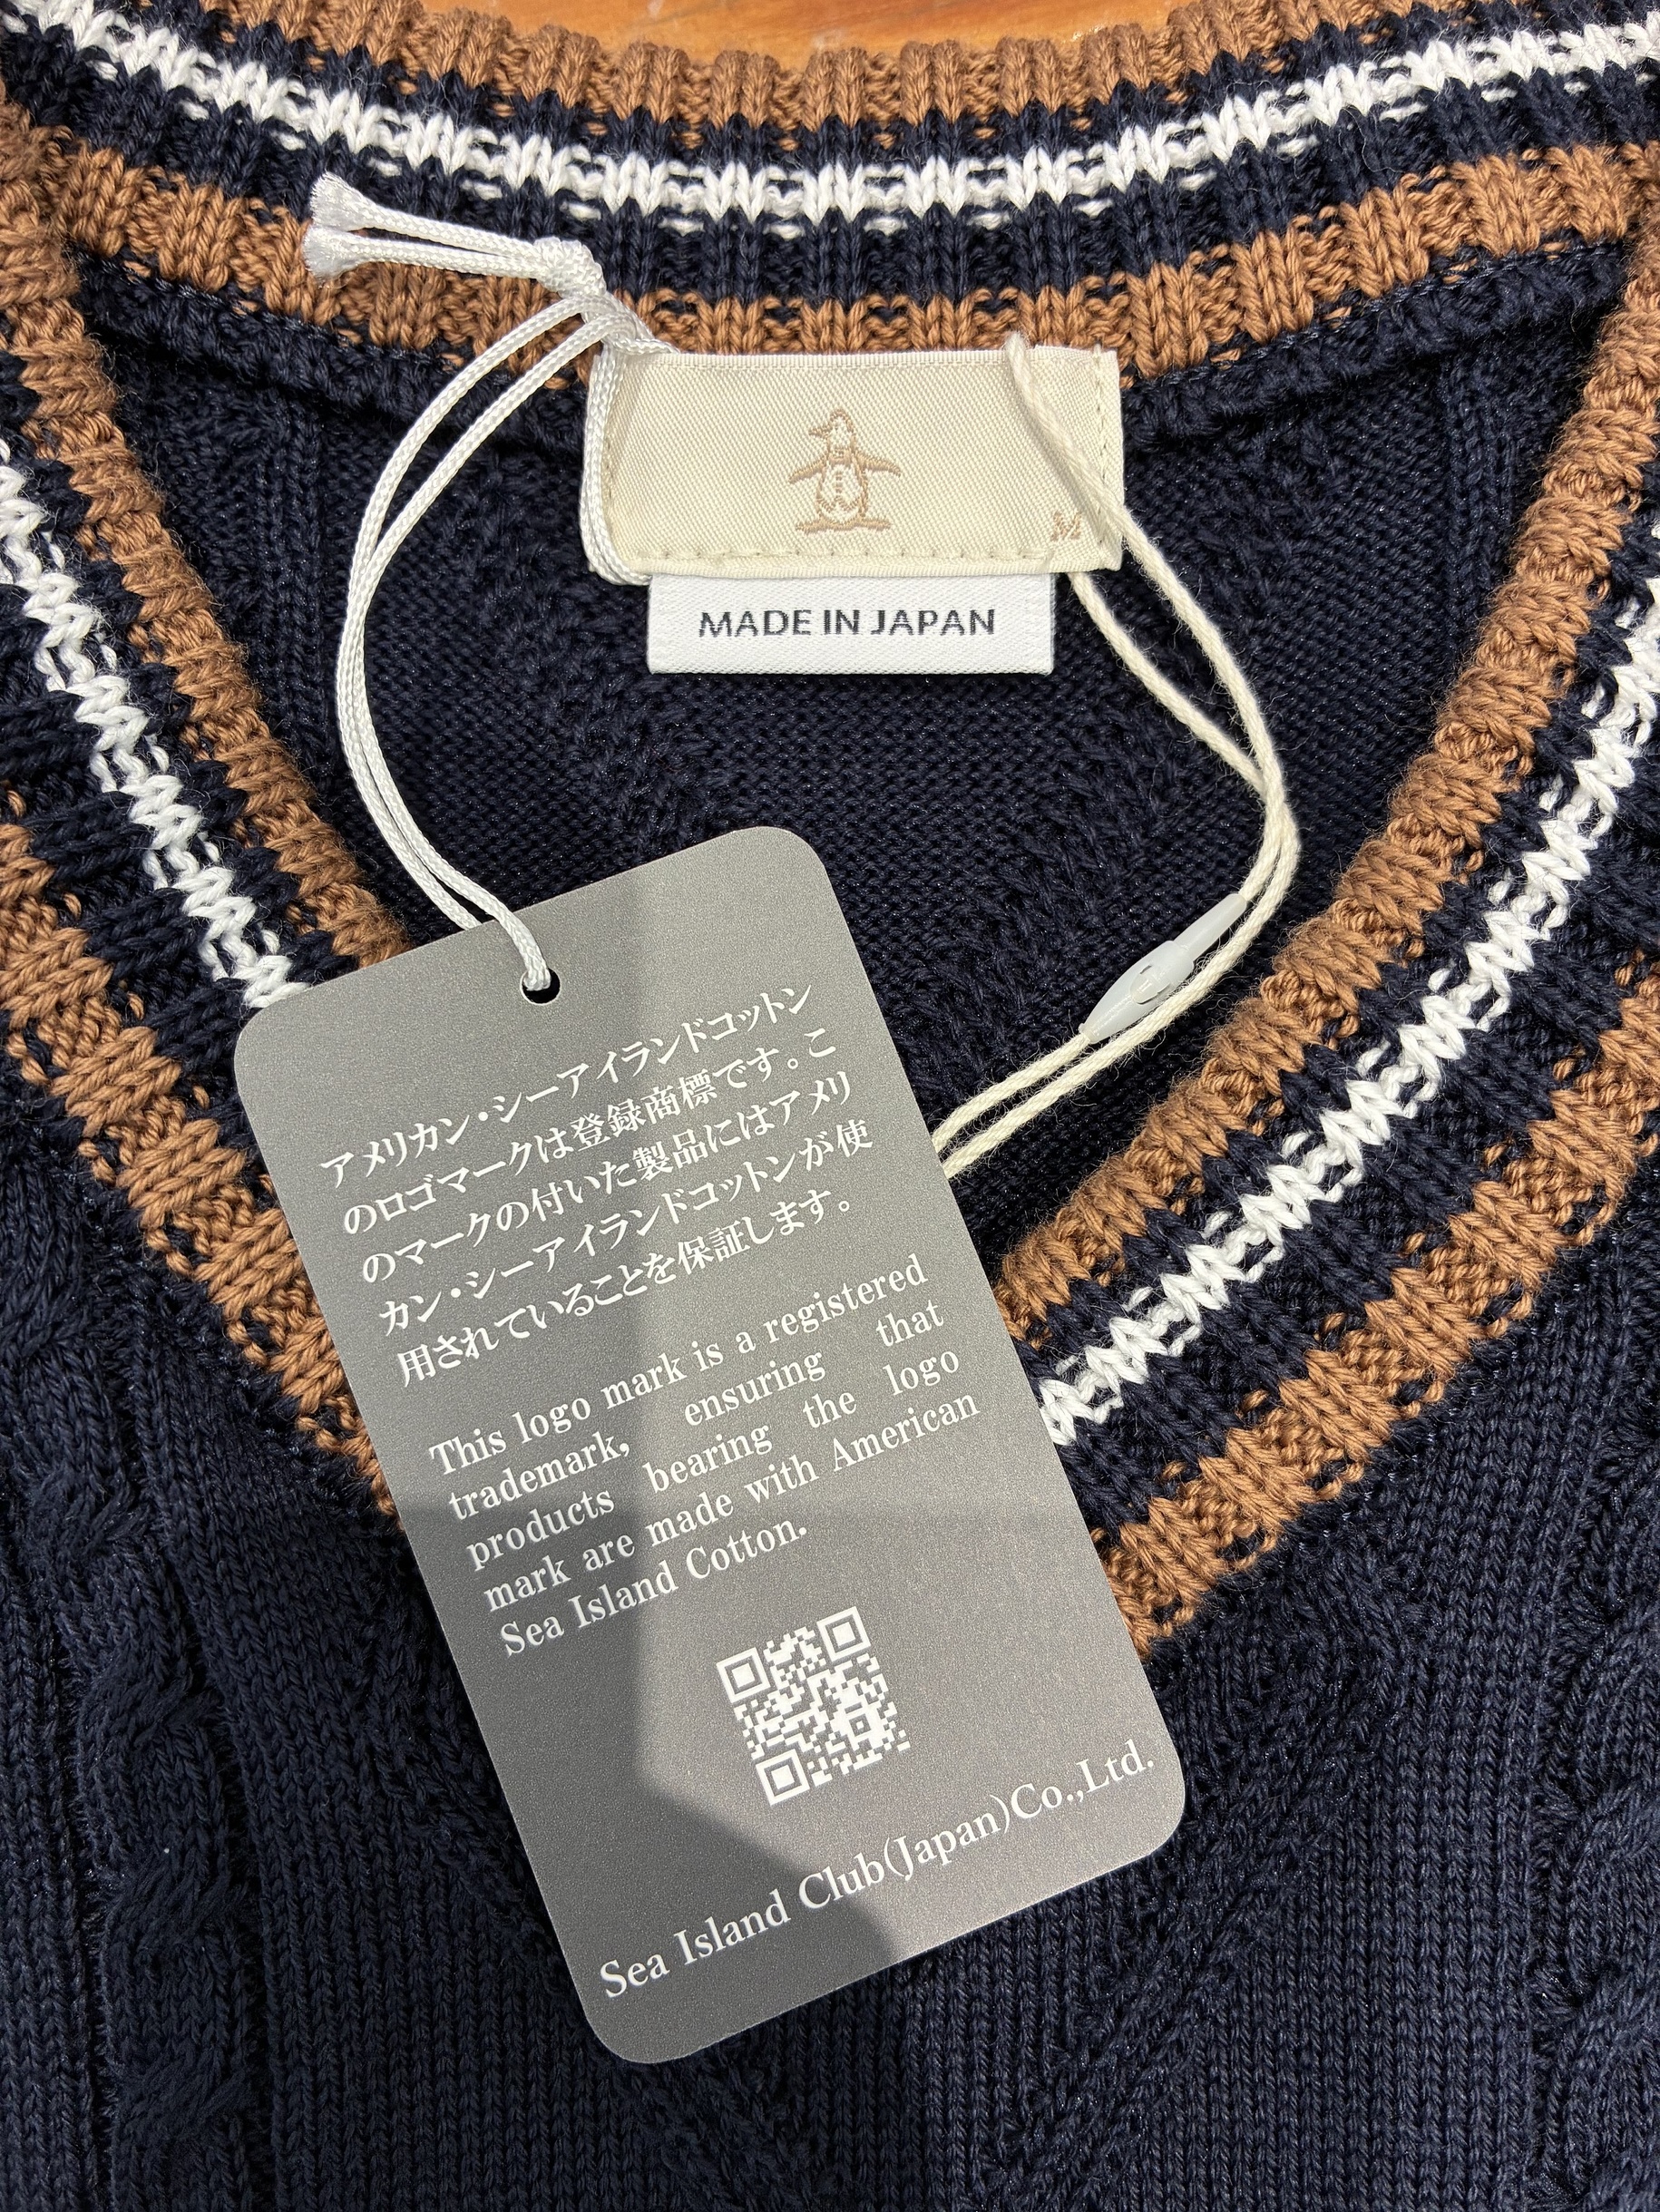 M
MADE IN JAPAN
アメリカン・シーアイランドコットン
のロゴマークは登録商標です。こ
のマークの付いた製品にはアメリ
カン・シーアイランドコットンが使
用されていることを保証します。
This logo mark is a registered
trademark, ensuring that
products bearing the logo
mark are made with American
Sea Island Cotton.
Sea Island Club(Japan)Co.,Ltd.